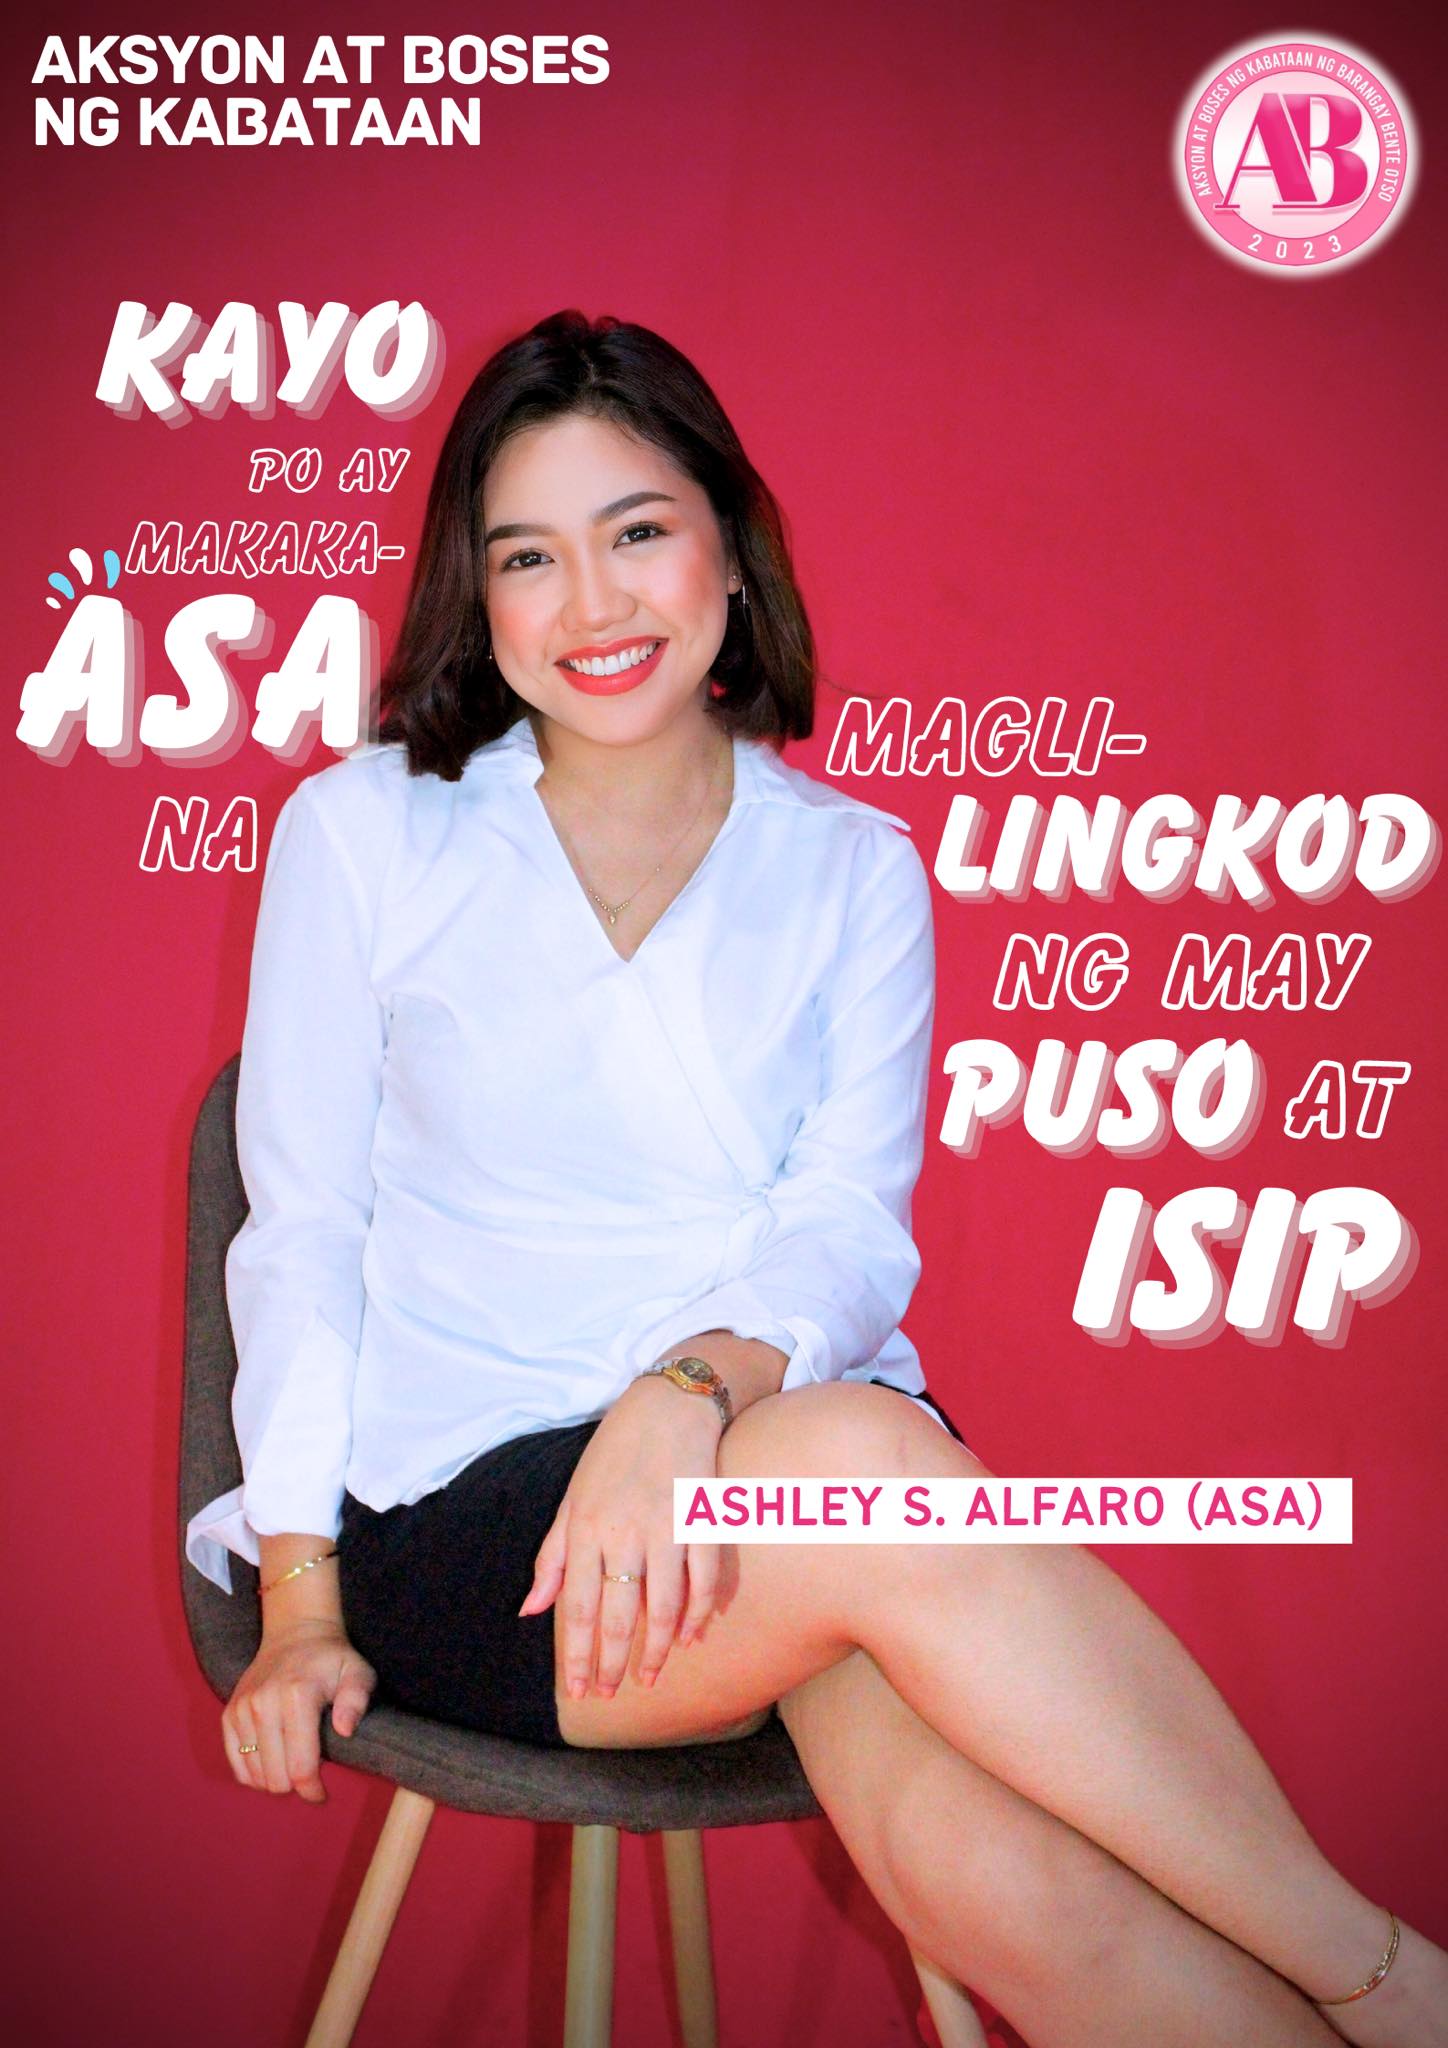 AKSYON AT BOSES
NG KABATAAN
AKSYON AT BOSES NG KABATAAN NG BARANGAY BENTE OTSO
AB
2023
KAYO
PO AY
MAKAKA-
ASA
NA
MAGLI-
LINGKOD
NG MAY
PUSO AT
ISIP
ASHLEY S. ALFARO (ASA)